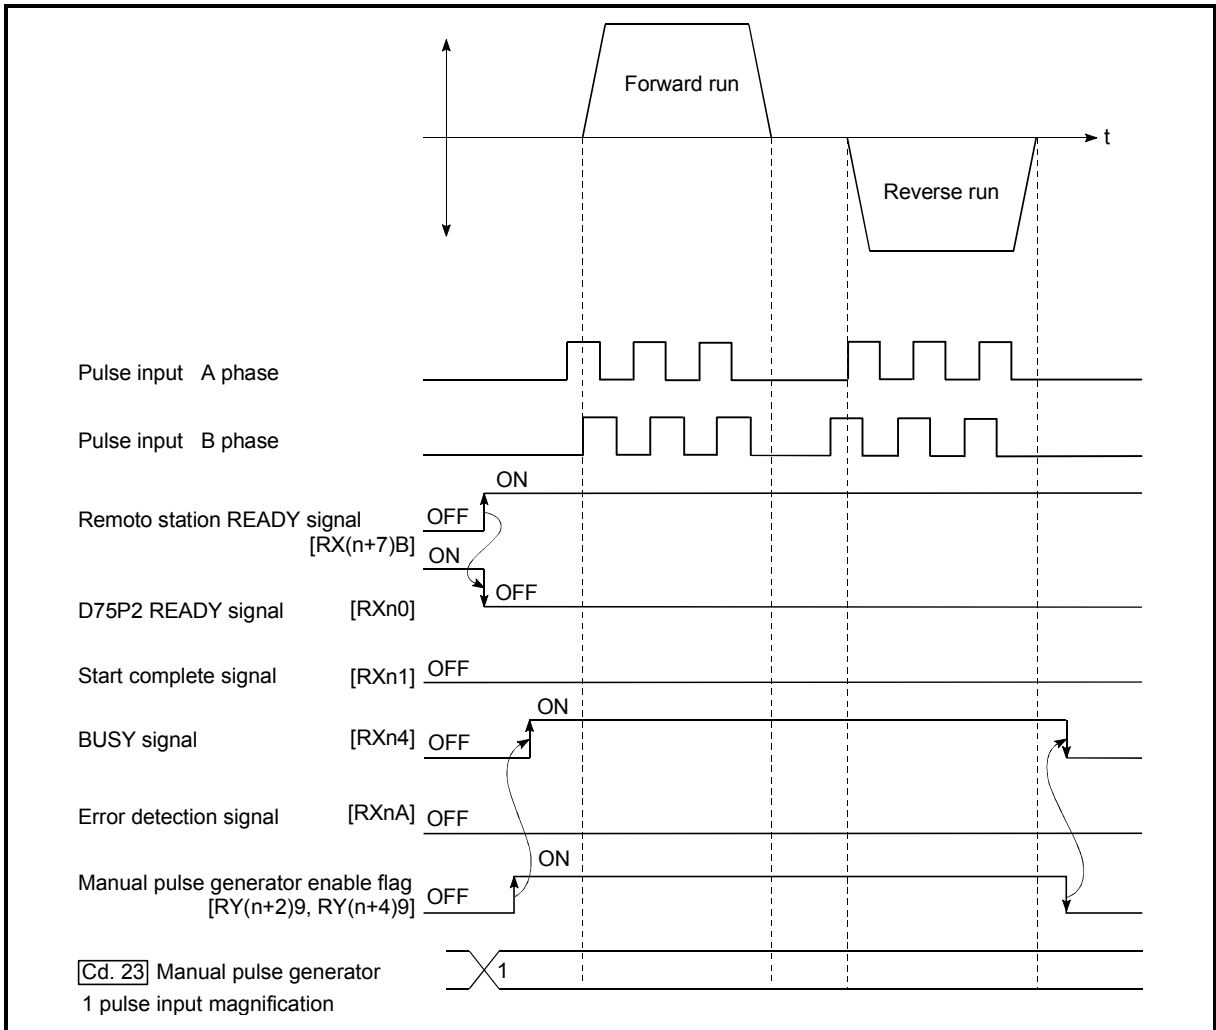 Forward run
t
Reverse run
Pulse input A phase
Pulse input B phase
ON
Remoto station READY signal OFF
[RX(n+7)B]
ON
OFF
D75P2 READY signal [RXn0]
Start complete signal [RXn1] OFF
ON
BUSY signal [RXn4] OFF
Error detection signal [RXnA] OFF
ON
Manual pulse generator enable flag OFF
[RY(n+2)9, RY(n+4)9]
Cd. 23 Manual pulse generator 1
1 pulse input magnification